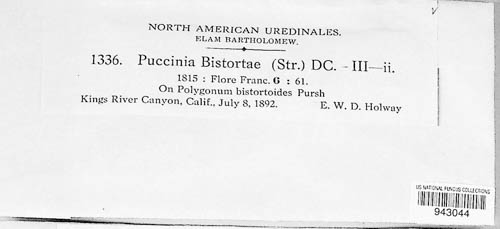 NORTH AMERICAN UREDINALES.
ELAM BARTHOLOMEW.
1336. Puccinia Bistortae (Str.) DC. - III—ii.
1815 : Flore Franc. 6 : 61.
On Polygonum bistortoides Pursh
Kings River Canyon, Calif., July 8, 1892. E. W. D. Holway
US NATIONAL FUNGUS COLLECTIONS
943044